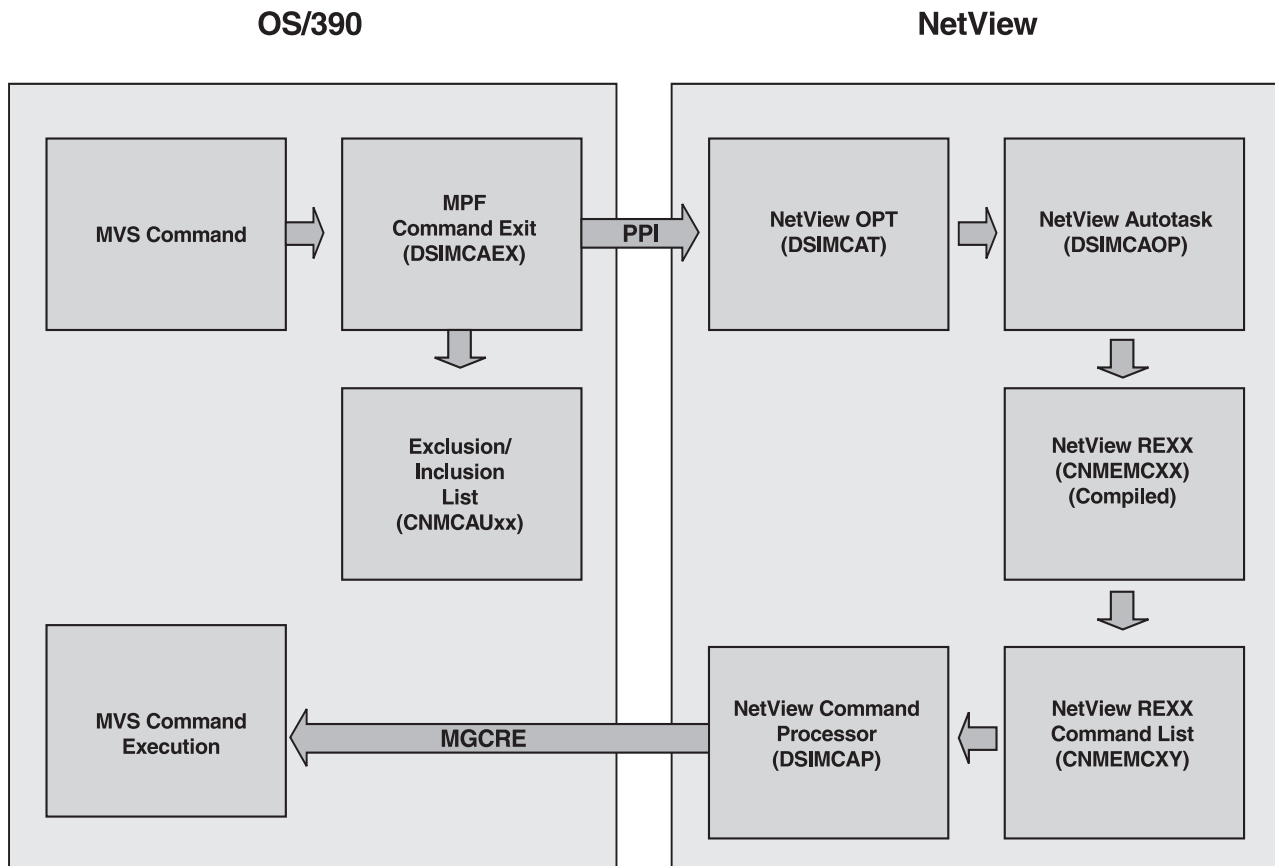 OS/390
NetView
MVS Command
MPF
Command Exit
(DSIMCAEX)
PPI
NetView OPT
(DSIMCAT)
NetView Autotask
(DSIMCAOP)
Exclusion/
Inclusion
List
(CNMCAUxx)
NetView REXX
(CNMEMCXX)
(Compiled)
MVS Command
Execution
MGCRE
NetView Command
Processor
(DSIMCAP)
NetView REXX
Command List
(CNMEMCXY)